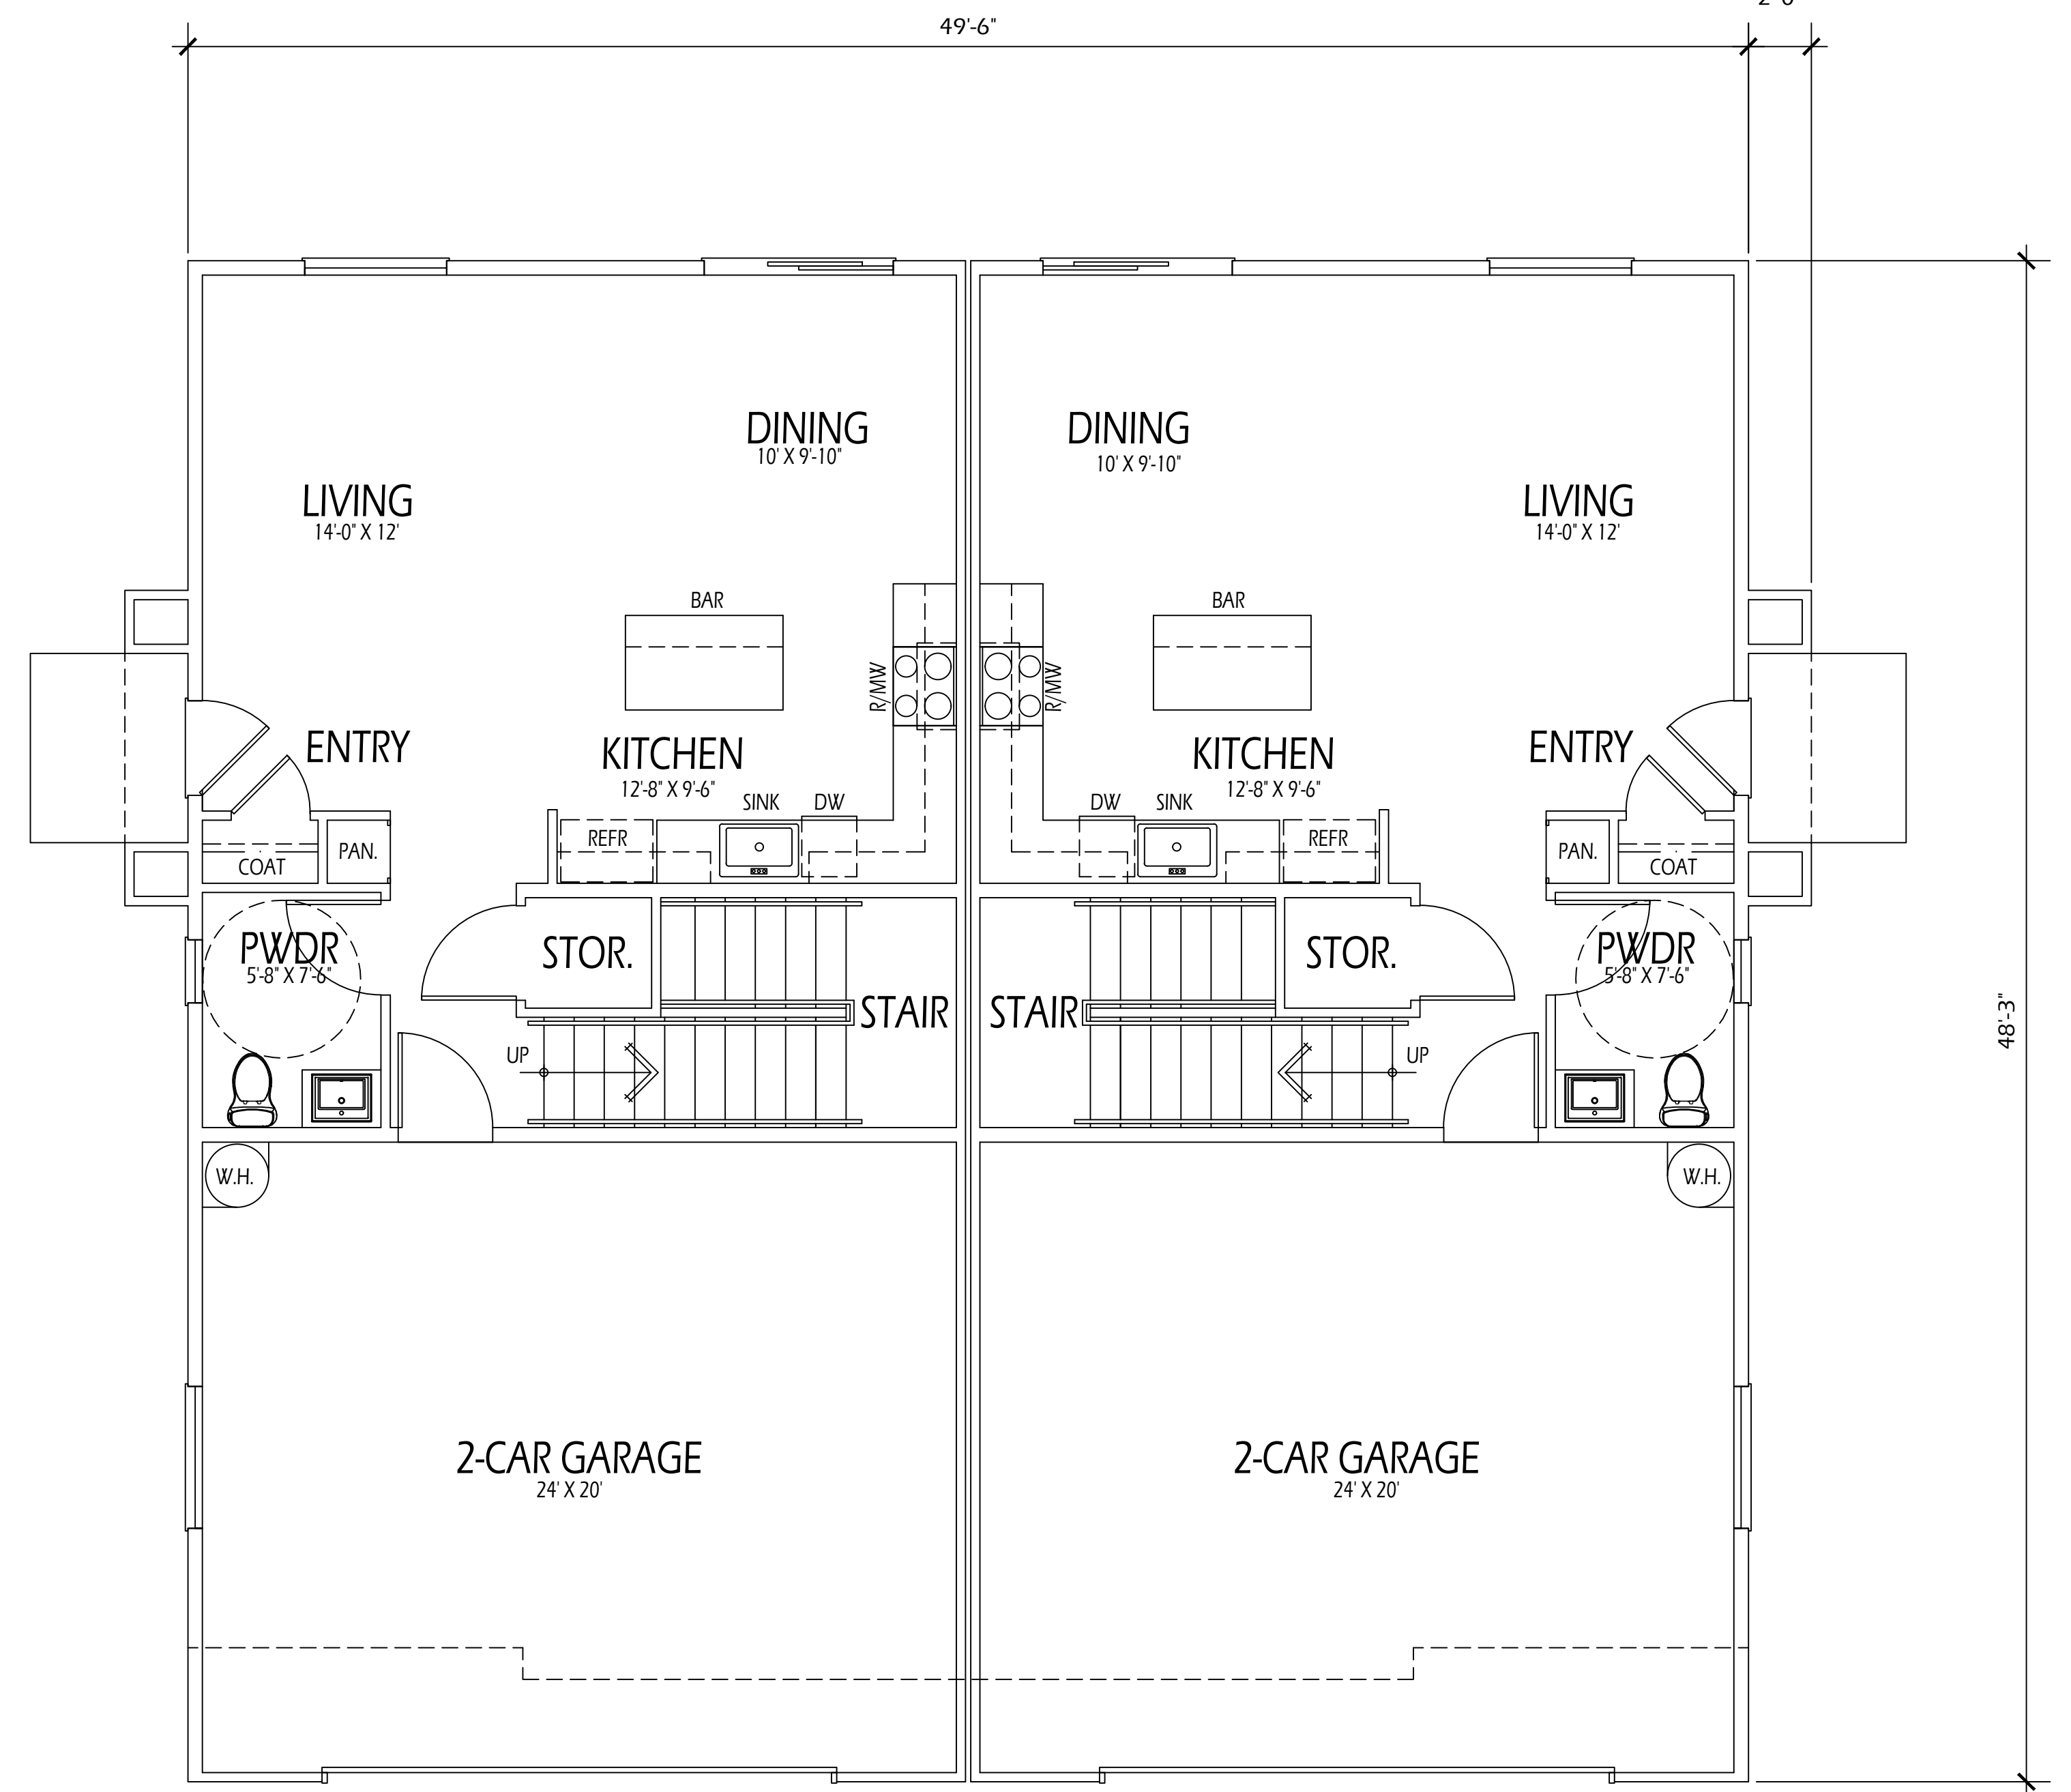 49'-6"
DINING
10' X 9'-10"
DINING
10' X 9'-10"
LIVING
14'-0" X 12'
LIVING
14'-0" X 12'
BAR
BAR
R/MW
R/MW
ENTRY
KITCHEN
12'-8" X 9'-6"
KITCHEN
12'-8" X 9'-6"
ENTRY
SINK
DW
DW
SINK
REFR
REFR
COAT
PAN.
PAN.
COAT
PWDR
5'-8" X 7'-6"
STOR.
STOR.
PWDR
5'-8" X 7'-6"
STAIR
STAIR
48'-3"
UP
UP
W.H.
W.H.
2-CAR GARAGE
24' X 20'
2-CAR GARAGE
24' X 20'